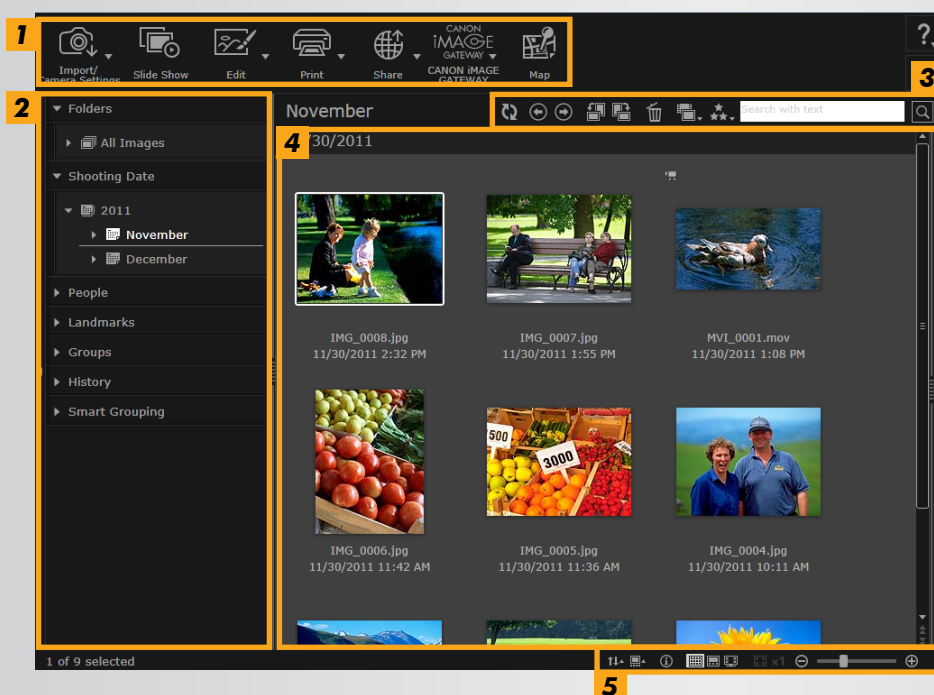 1
Import/
Camera Settings
Slide Show
Edit
Print
Share
CANON
iMAGE
GATEWAY
CANON iMAGE
GATEWAY
Map
?
2
Folders
All Images
Shooting Date
2011
November
December
People
Landmarks
Groups
History
Smart Grouping
3
November
Search with text
4
/30/2011
IMG_0008.jpg
11/30/2011 2:32 PM
IMG_0007.jpg
11/30/2011 1:55 PM
MVI_0001.mov
11/30/2011 1:08 PM
500
3000
IMG_0006.jpg
11/30/2011 11:42 AM
IMG_0005.jpg
11/30/2011 11:36 AM
IMG_0004.jpg
11/30/2011 10:11 AM
1 of 9 selected
x1
5